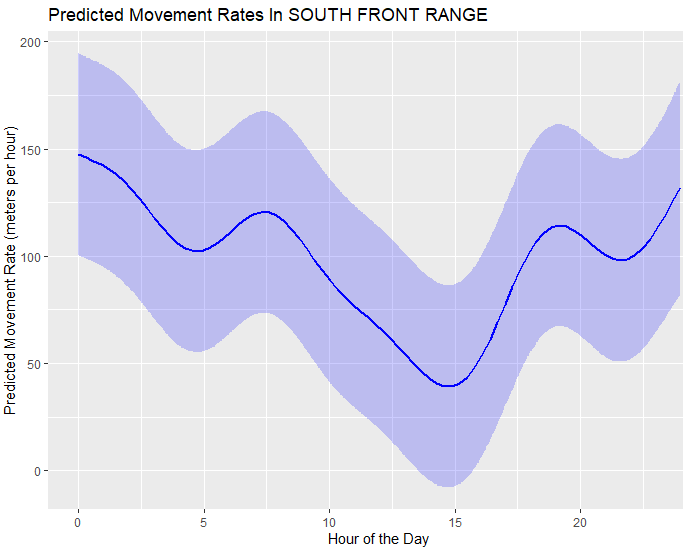 Predicted Movement Rates In SOUTH FRONT RANGE
Predicted Movement Rate (meters per hour)
200
150
100
50
0
0 5 10 15 20
Hour of the Day